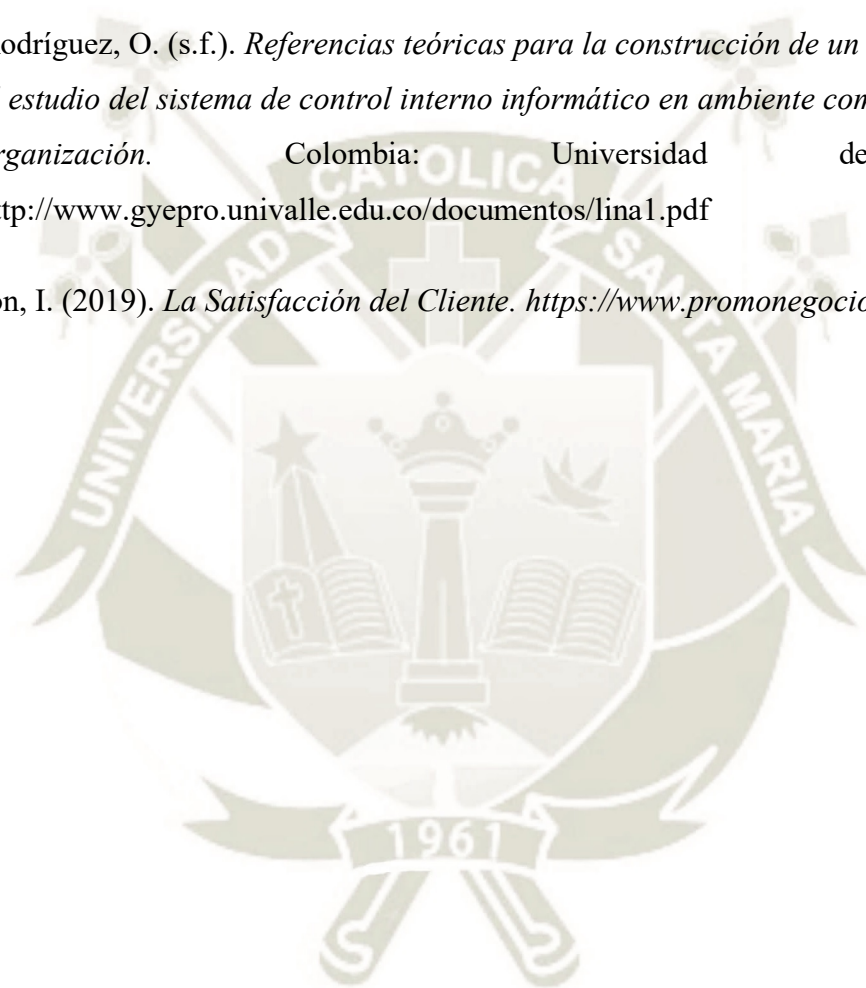 odríguez, O. (s.f.). Referencias teóricas para la construcción de un
estudio del sistema de control interno informático en ambiente com
rganización. Colombia: Universidad de
ttp://www.gyepro.univalle.edu.co/documentos/lina1.pdf
on, I. (2019). La Satisfacción del Cliente. https://www.promonegocio
UNIVERSIDAD CATOLICA SANTA MARIA
1961